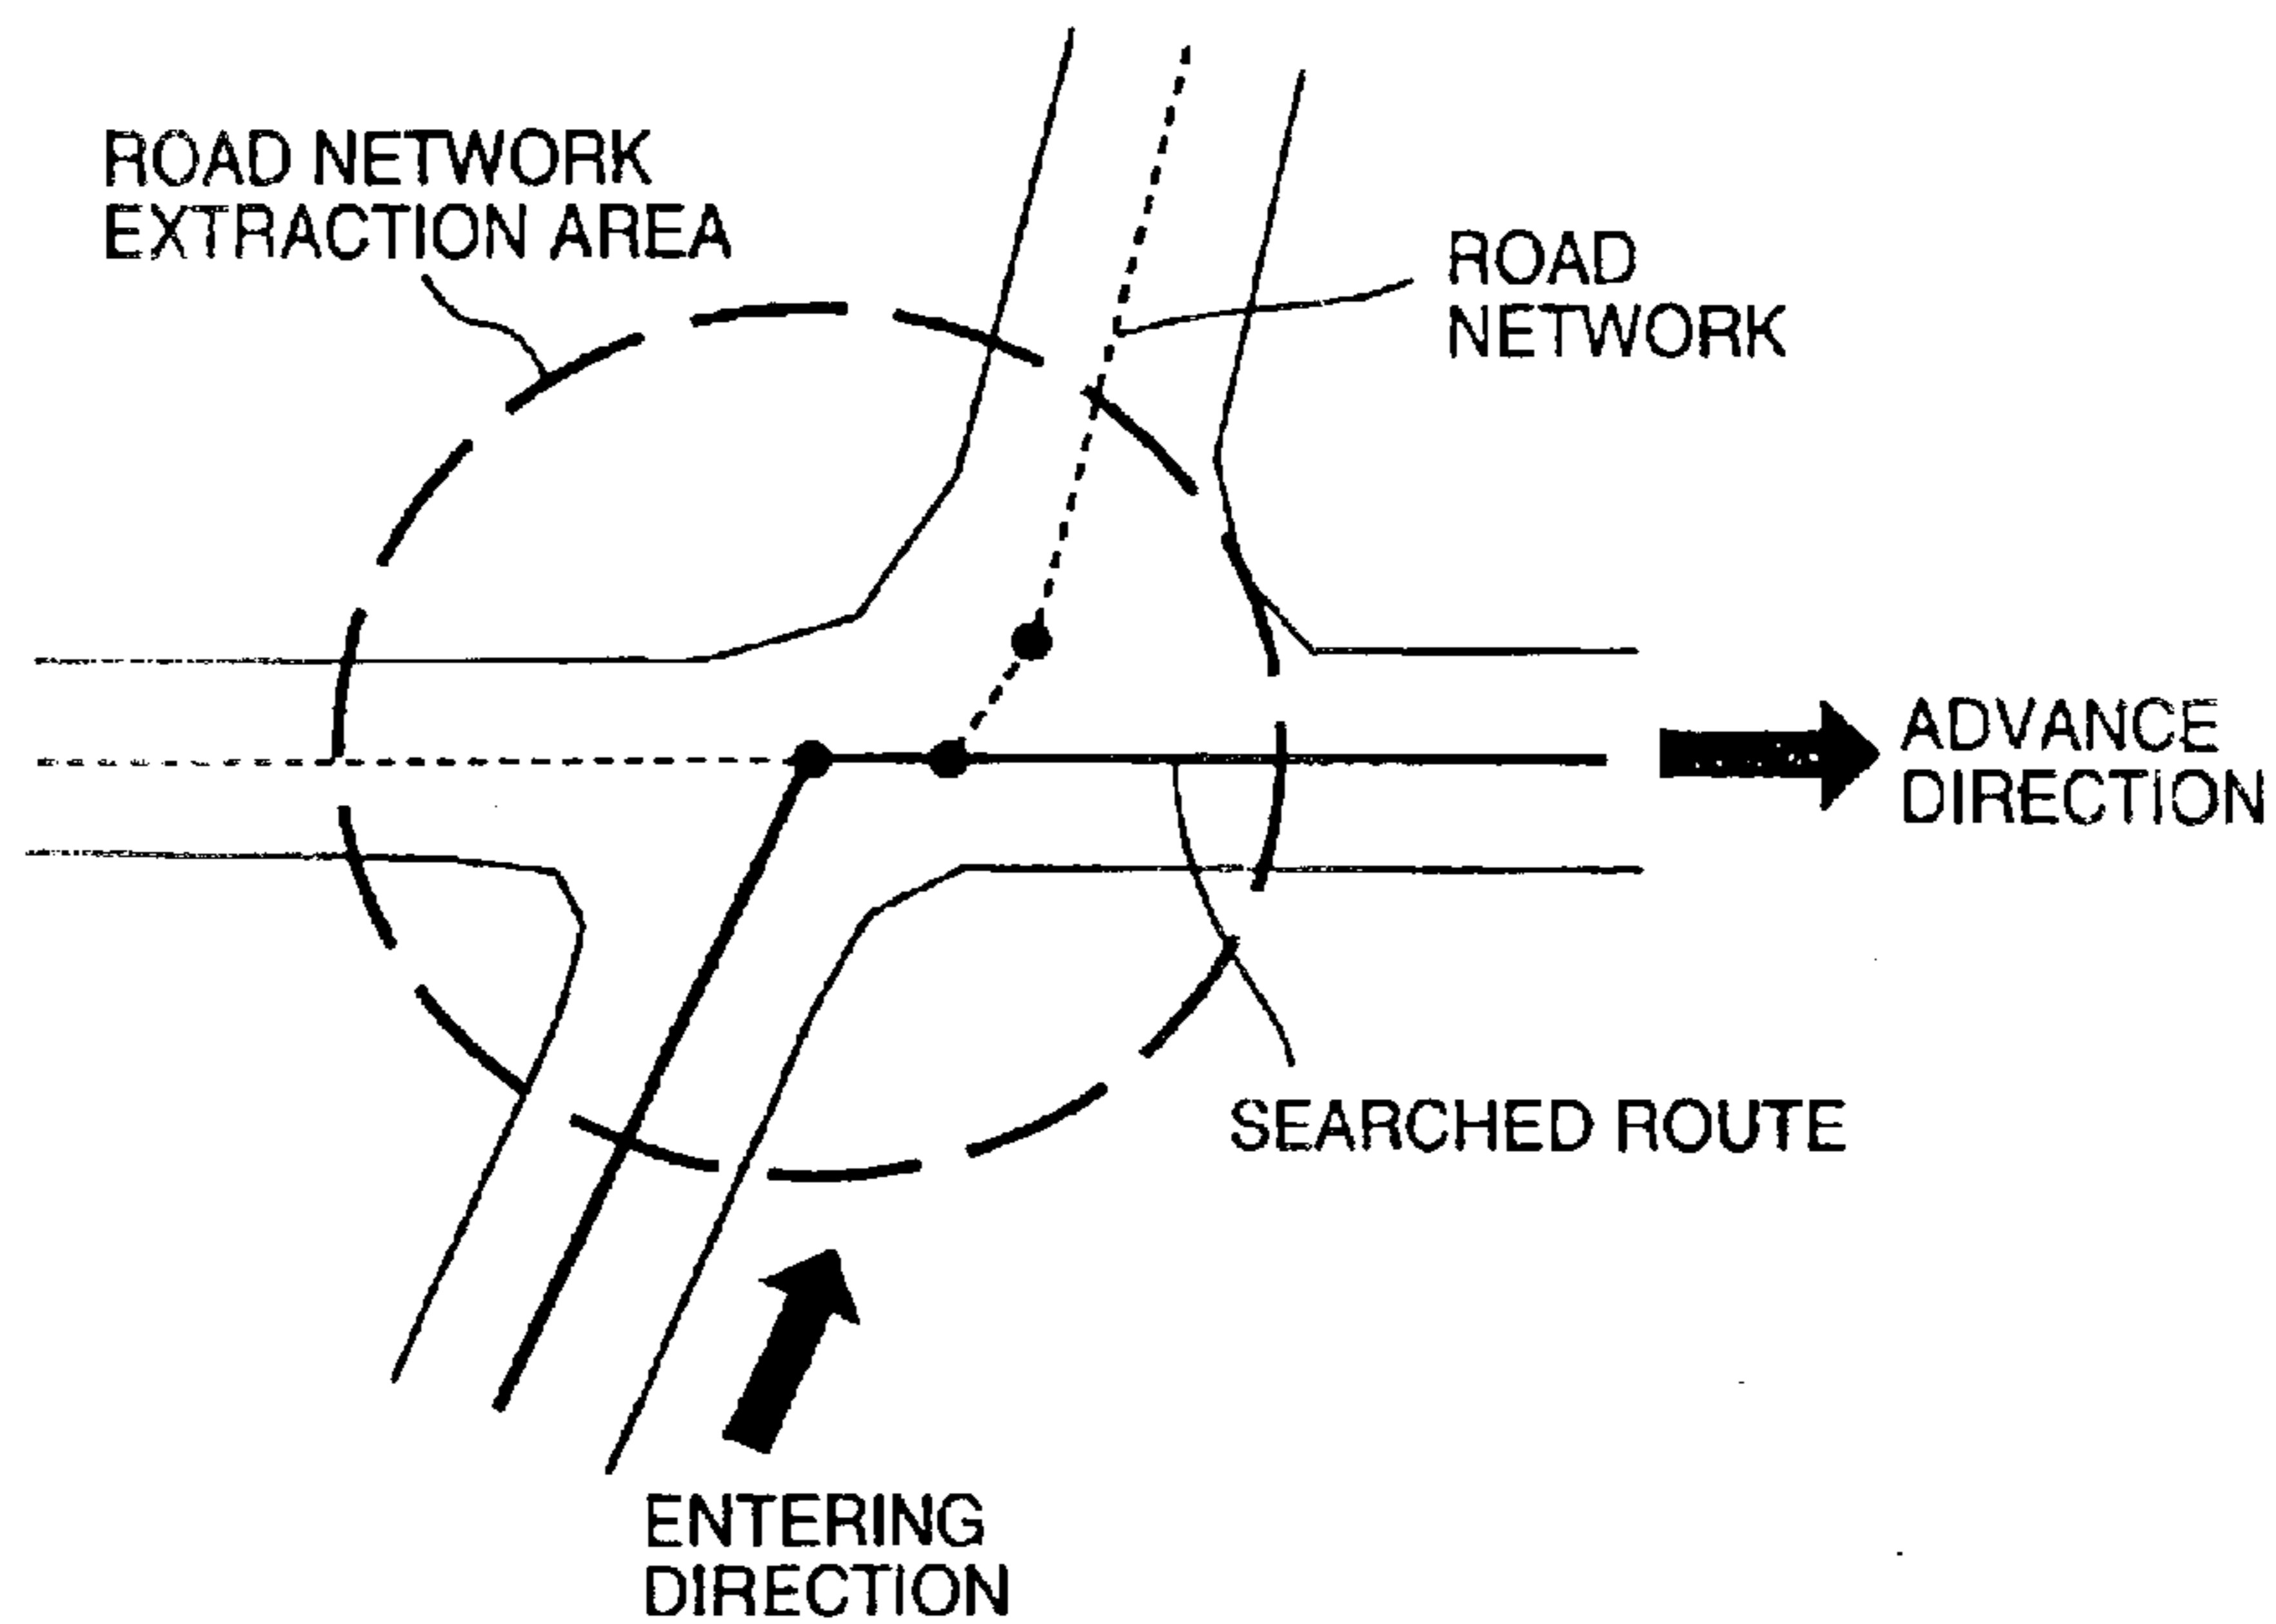 ROAD NETWORK
EXTRACTION AREA
ROAD
NETWORK
ADVANCE
DIRECTION
SEARCHED ROUTE
ENTERING
DIRECTION